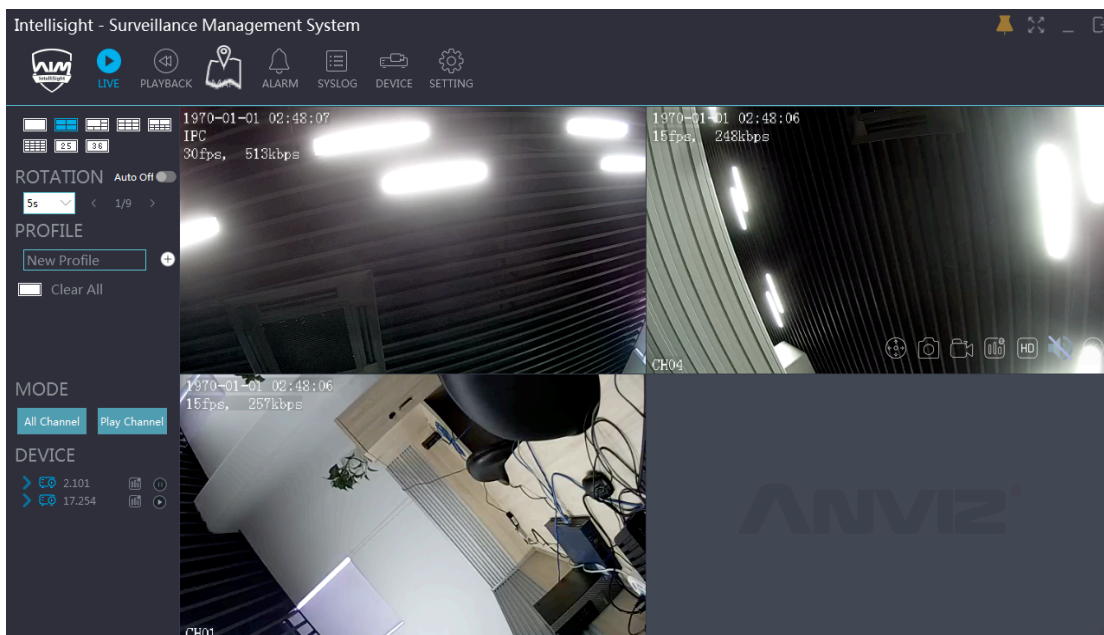 Intellisight - Surveillance Management System
AIM
Intellisight
LIVE
PLAYBACK
MAP
ALARM
SYSLOG
DEVICE
SETTING
25
36
ROTATION Auto Off
5s
< 1/9 >
PROFILE
New Profile
Clear All
MODE
All Channel
Play Channel
DEVICE
2.101
17.254
1970-01-01 02:48:07
IPC
30fps, 513kbps
1970-01-01 02:48:06
15fps, 248kbps
HD
CH04
1970-01-01 02:48:06
15fps, 257kbps
CH01
ANVIZ